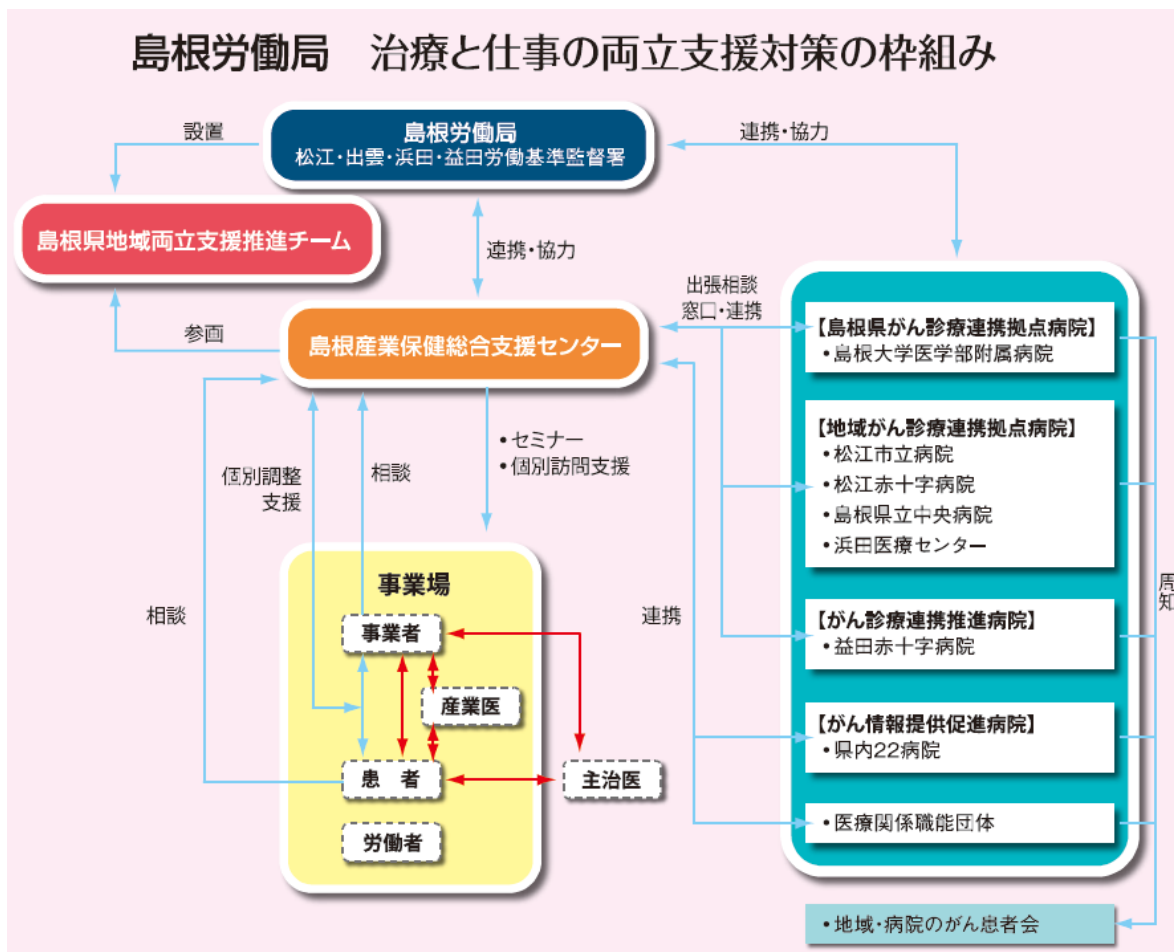 島根労働局 治療と仕事の両立支援対策の枠組み
設置
島根労働局
松江・出雲・浜田・益田労働基準監督署
連携・協力
島根県地域両立支援推進チーム
連携・協力
参画
島根産業保健総合支援センター
出張相談
窓口・連携
【島根県がん診療連携拠点病院】
・島根大学医学部附属病院
【地域がん診療連携拠点病院】
・松江市立病院
・松江赤十字病院
・島根県立中央病院
・浜田医療センター
個別調整
支援
相談
・セミナー
・個別訪問支援
相談
事業場
事業者
産業医
患 者
主治医
労働者
連携
周知
【がん診療連携推進病院】
・益田赤十字病院
【がん情報提供促進病院】
・県内22病院
・医療関係職能団体
・地域・病院のがん患者会